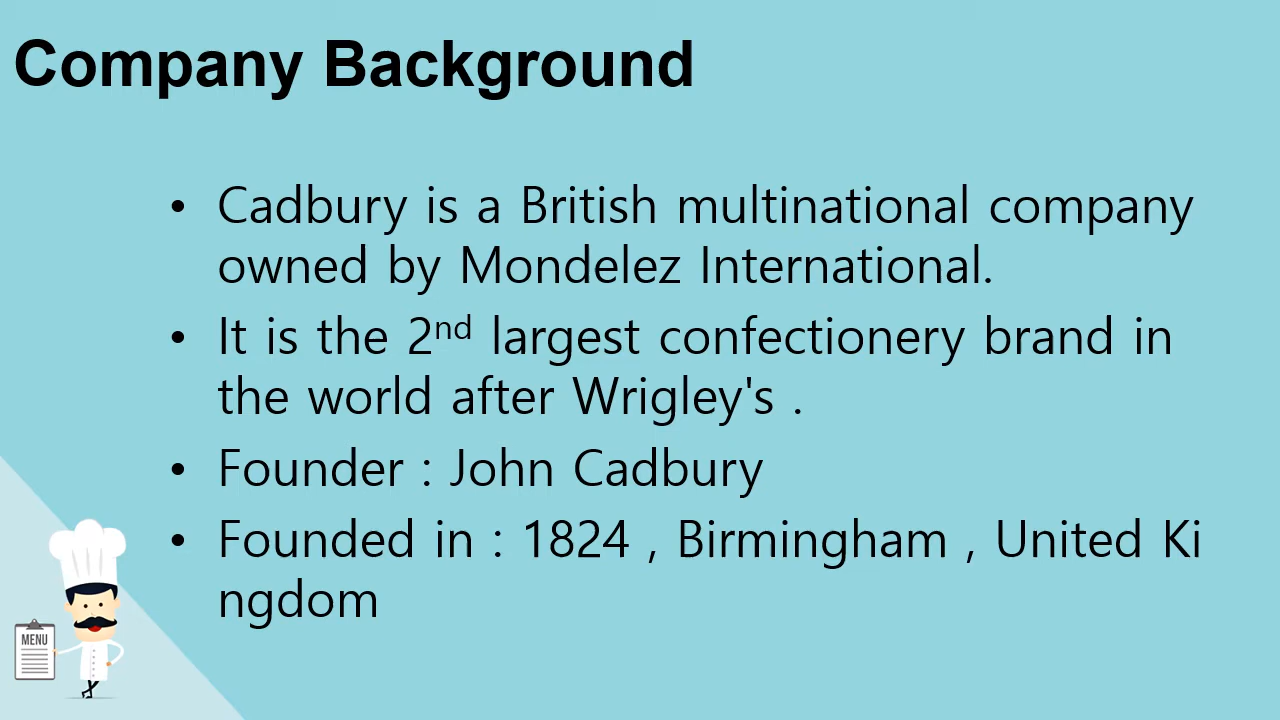 Company Background
• Cadbury is a British multinational company
owned by Mondelez International.
• It is the 2nd largest confectionery brand in
the world after Wrigley's .
• Founder : John Cadbury
• Founded in : 1824 , Birmingham , United Ki
ngdom
MENU